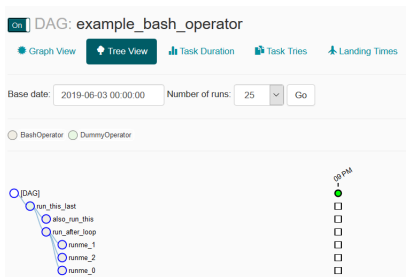 On DAG: example_bash_operator
Graph View Tree View Task Duration Task Tries Landing Times
Base date: 2019-06-03 00:00:00 Number of runs: 25 Go
BashOperator DummyOperator
09 PM
[DAG]
run_this_last
also_run_this
run_after_loop
runme_1
runme_2
runme_0